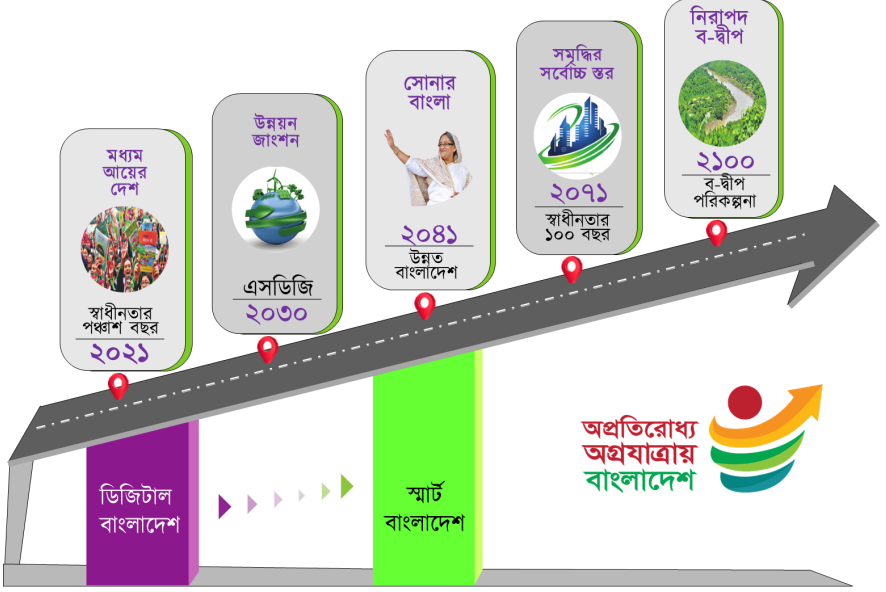 মধ্যম
আয়ের
দেশ
স্বাধীনতার
পঞ্চাশ বছর
২০২১
উন্নয়ন
জাংশন
এসডিজি
২০৩০
সোনার
বাংলা
২০৪১
উন্নত
বাংলাদেশ
সমৃদ্ধির
সর্বোচ্চ স্তর
২০৭১
স্বাধীনতার
১০০ বছর
নিরাপদ
ব-দ্বীপ
২১০০
ব-দ্বীপ
পরিকল্পনা
ডিজিটাল
বাংলাদেশ
স্মার্ট
বাংলাদেশ
অপ্রতিরোধ্য
অগ্রযাত্রায়
বাংলাদেশ